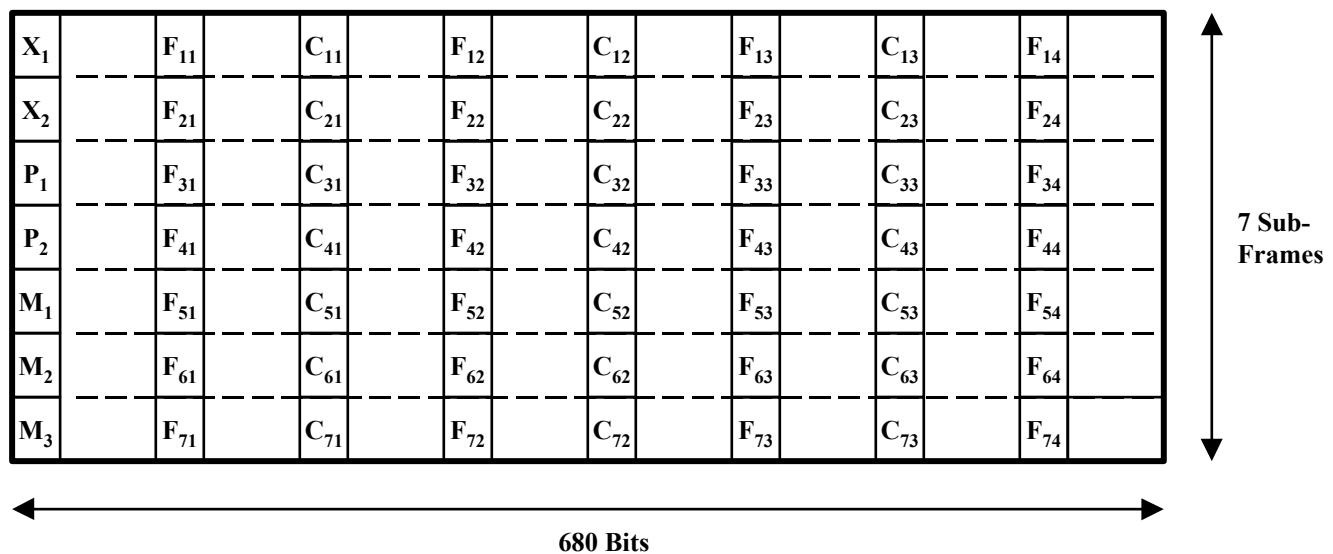 X₁ F₁₁ C₁₁ F₁₂ C₁₂ F₁₃ C₁₃ F₁₄
X₂ F₂₁ C₂₁ F₂₂ C₂₂ F₂₃ C₂₃ F₂₄
P₁ F₃₁ C₃₁ F₃₂ C₃₂ F₃₃ C₃₃ F₃₄
P₂ F₄₁ C₄₁ F₄₂ C₄₂ F₄₃ C₄₃ F₄₄
M₁ F₅₁ C₅₁ F₅₂ C₅₂ F₅₃ C₅₃ F₅₄
M₂ F₆₁ C₆₁ F₆₂ C₆₂ F₆₃ C₆₃ F₆₄
M₃ F₇₁ C₇₁ F₇₂ C₇₂ F₇₃ C₇₃ F₇₄
7 Sub-
Frames
680 Bits